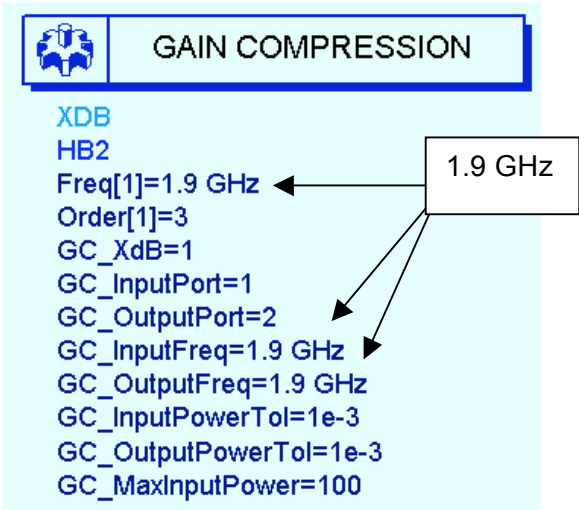 GAIN COMPRESSION
XDB
HB2
Freq[1]=1.9 GHz
1.9 GHz
Order[1]=3
GC_XdB=1
GC_InputPort=1
GC_OutputPort=2
GC_InputFreq=1.9 GHz
GC_OutputFreq=1.9 GHz
GC_InputPowerTol=1e-3
GC_OutputPowerTol=1e-3
GC_MaxInputPower=100